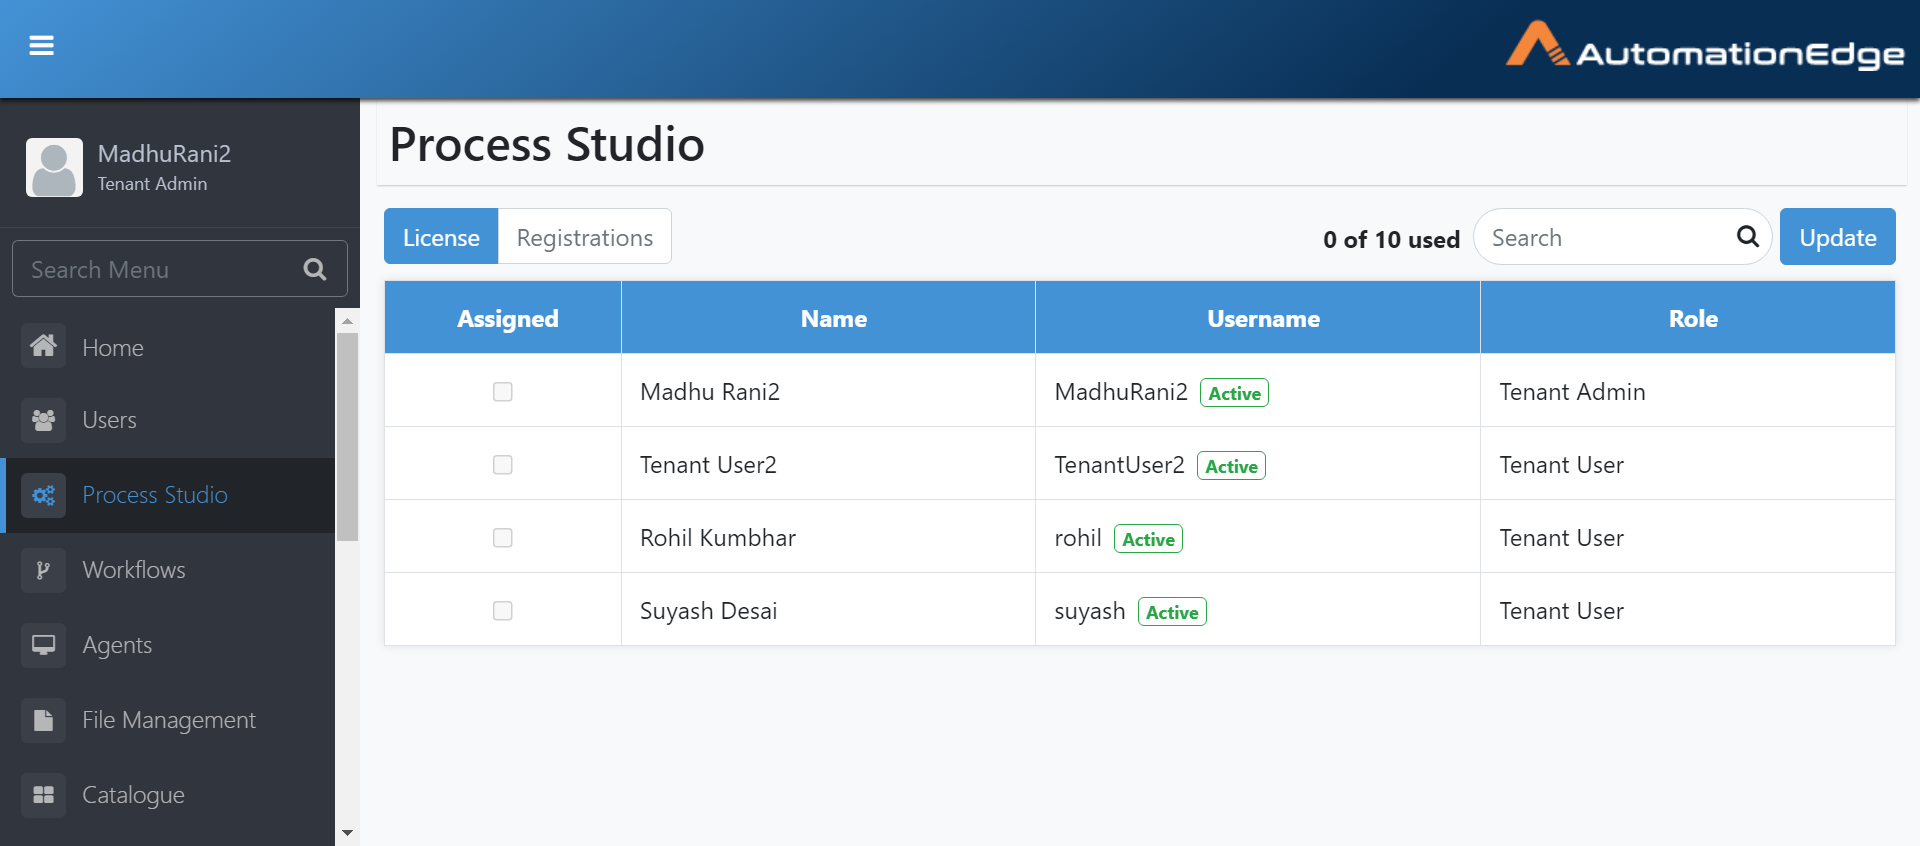 AutomationEdge
MadhuRani2
Tenant Admin
Search Menu
Home
Users
Process Studio
Workflows
Agents
File Management
Catalogue
Process Studio
License Registrations
0 of 10 used Search Update
Assigned Name Username Role
Madhu Rani2 MadhuRani2 Active Tenant Admin
Tenant User2 TenantUser2 Active Tenant User
Rohil Kumbhar rohil Active Tenant User
Suyash Desai suyash Active Tenant User